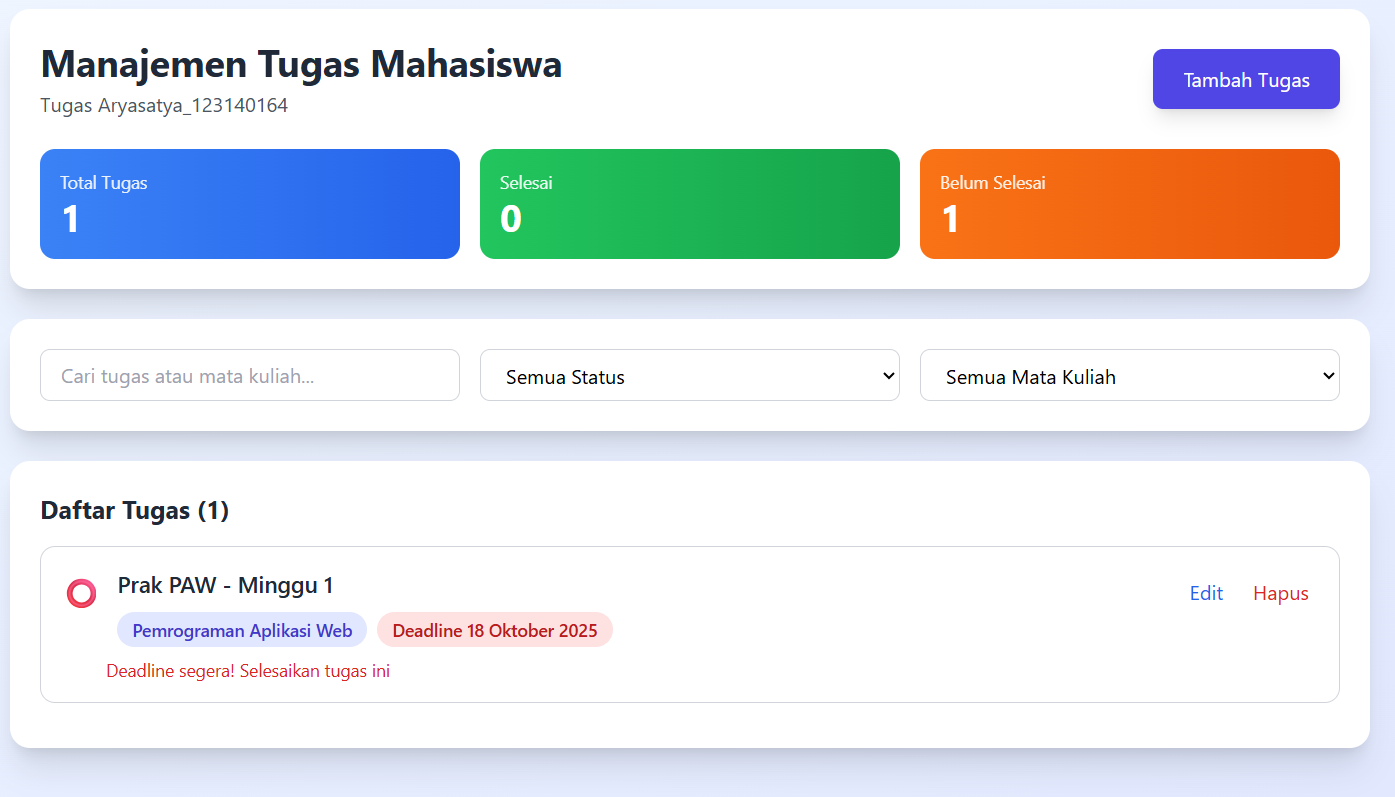 Manajemen Tugas Mahasiswa
Tugas Aryasatya_123140164
Tambah Tugas
Total Tugas
1
Selesai
0
Belum Selesai
1
Cari tugas atau mata kuliah...
Semua Status
Semua Mata Kuliah
Daftar Tugas (1)
Prak PAW - Minggu 1
Edit
Hapus
Pemrograman Aplikasi Web
Deadline 18 Oktober 2025
Deadline segera! Selesaikan tugas ini